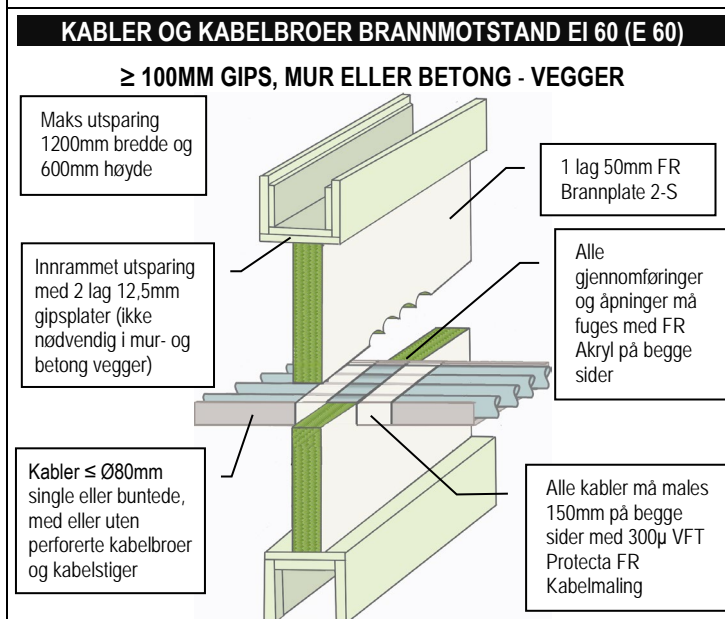 KABLER OG KABELBROER BRANNMOTSTAND EI 60 (E 60)
≥ 100MM GIPS, MUR ELLER BETONG - VEGGER
Maks utsparing
1200mm bredde og
600mm høyde
1 lag 50mm FR
Brannplate 2-S
Innrammet utsparing
med 2 lag 12,5mm
gipsplater (ikke
nødvendig i mur- og
betong vegger)
Alle
gjennomføringer
og åpninger må
fuges med FR
Akryl på begge
sider
Kabler ≤ Ø80mm
single eller buntede,
med eller uten
perforerte kabelbroer
og kabelstiger
Alle kabler må males
150mm på begge
sider med 300µ VFT
Protecta FR
Kabelmaling